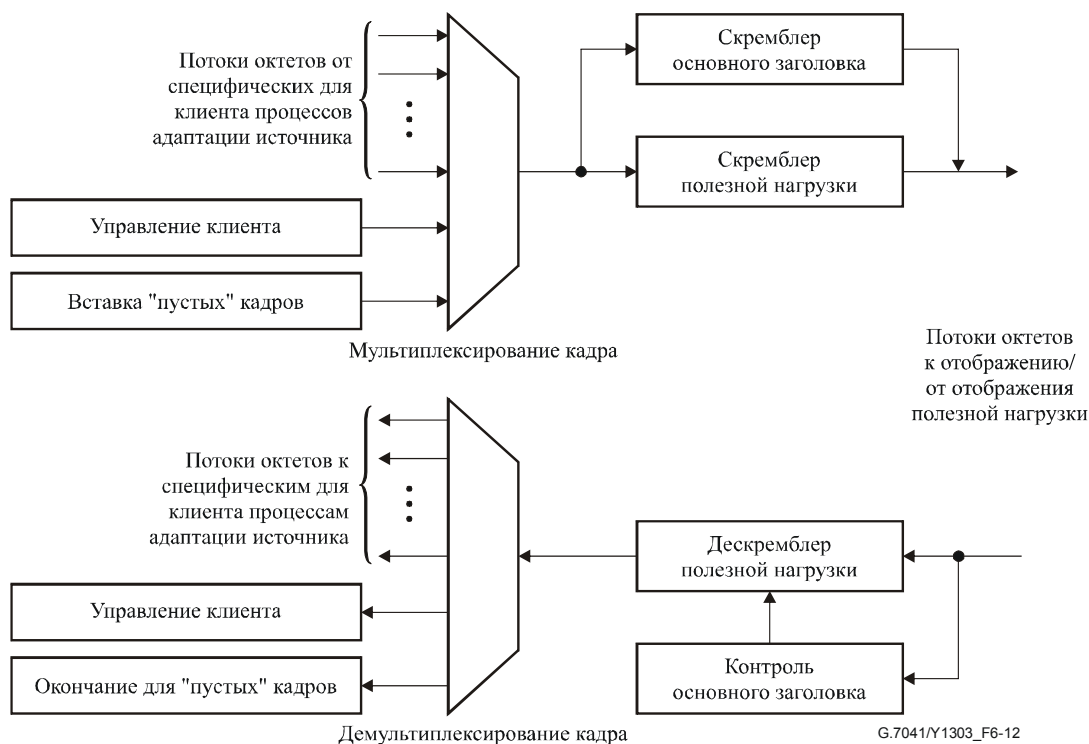 Потоки октетов от
специфических для
клиента процессов
адаптации источника
Управление клиента
Вставка "пустых" кадров
Мультиплексирование кадра
Скремблер
основного заголовка
Скремблер
полезной нагрузки
Потоки октетов
к отображению/
от отображения
полезной нагрузки
Потоки октетов к
специфическим для
клиента процессам
адаптации источника
Управление клиента
Окончание для "пустых" кадров
Демультиплексирование кадра
Дескремблер
полезной нагрузки
Контроль
основного заголовка
G.7041/Y1303_F6-12